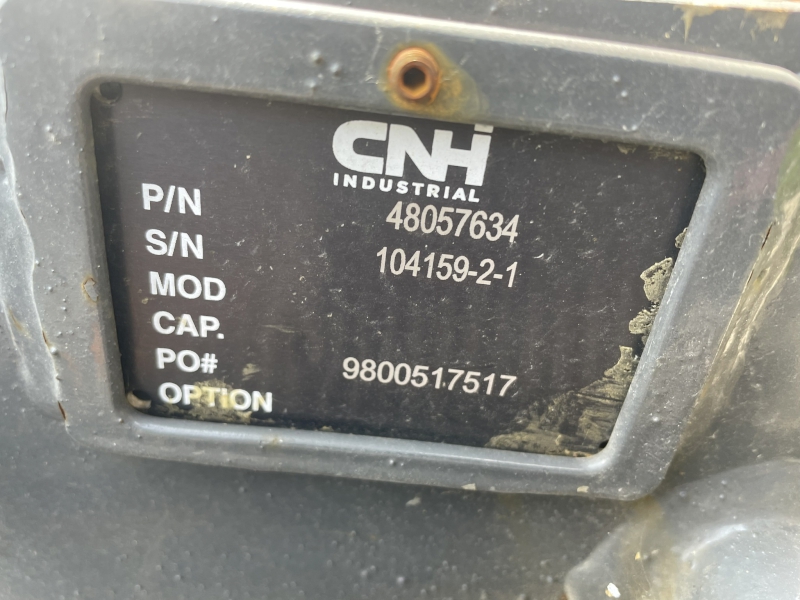 CNH
INDUSTRIAL
P/N 48057634
S/N 104159-2-1
MOD
CAP.
PO# 9800517517
OPTION